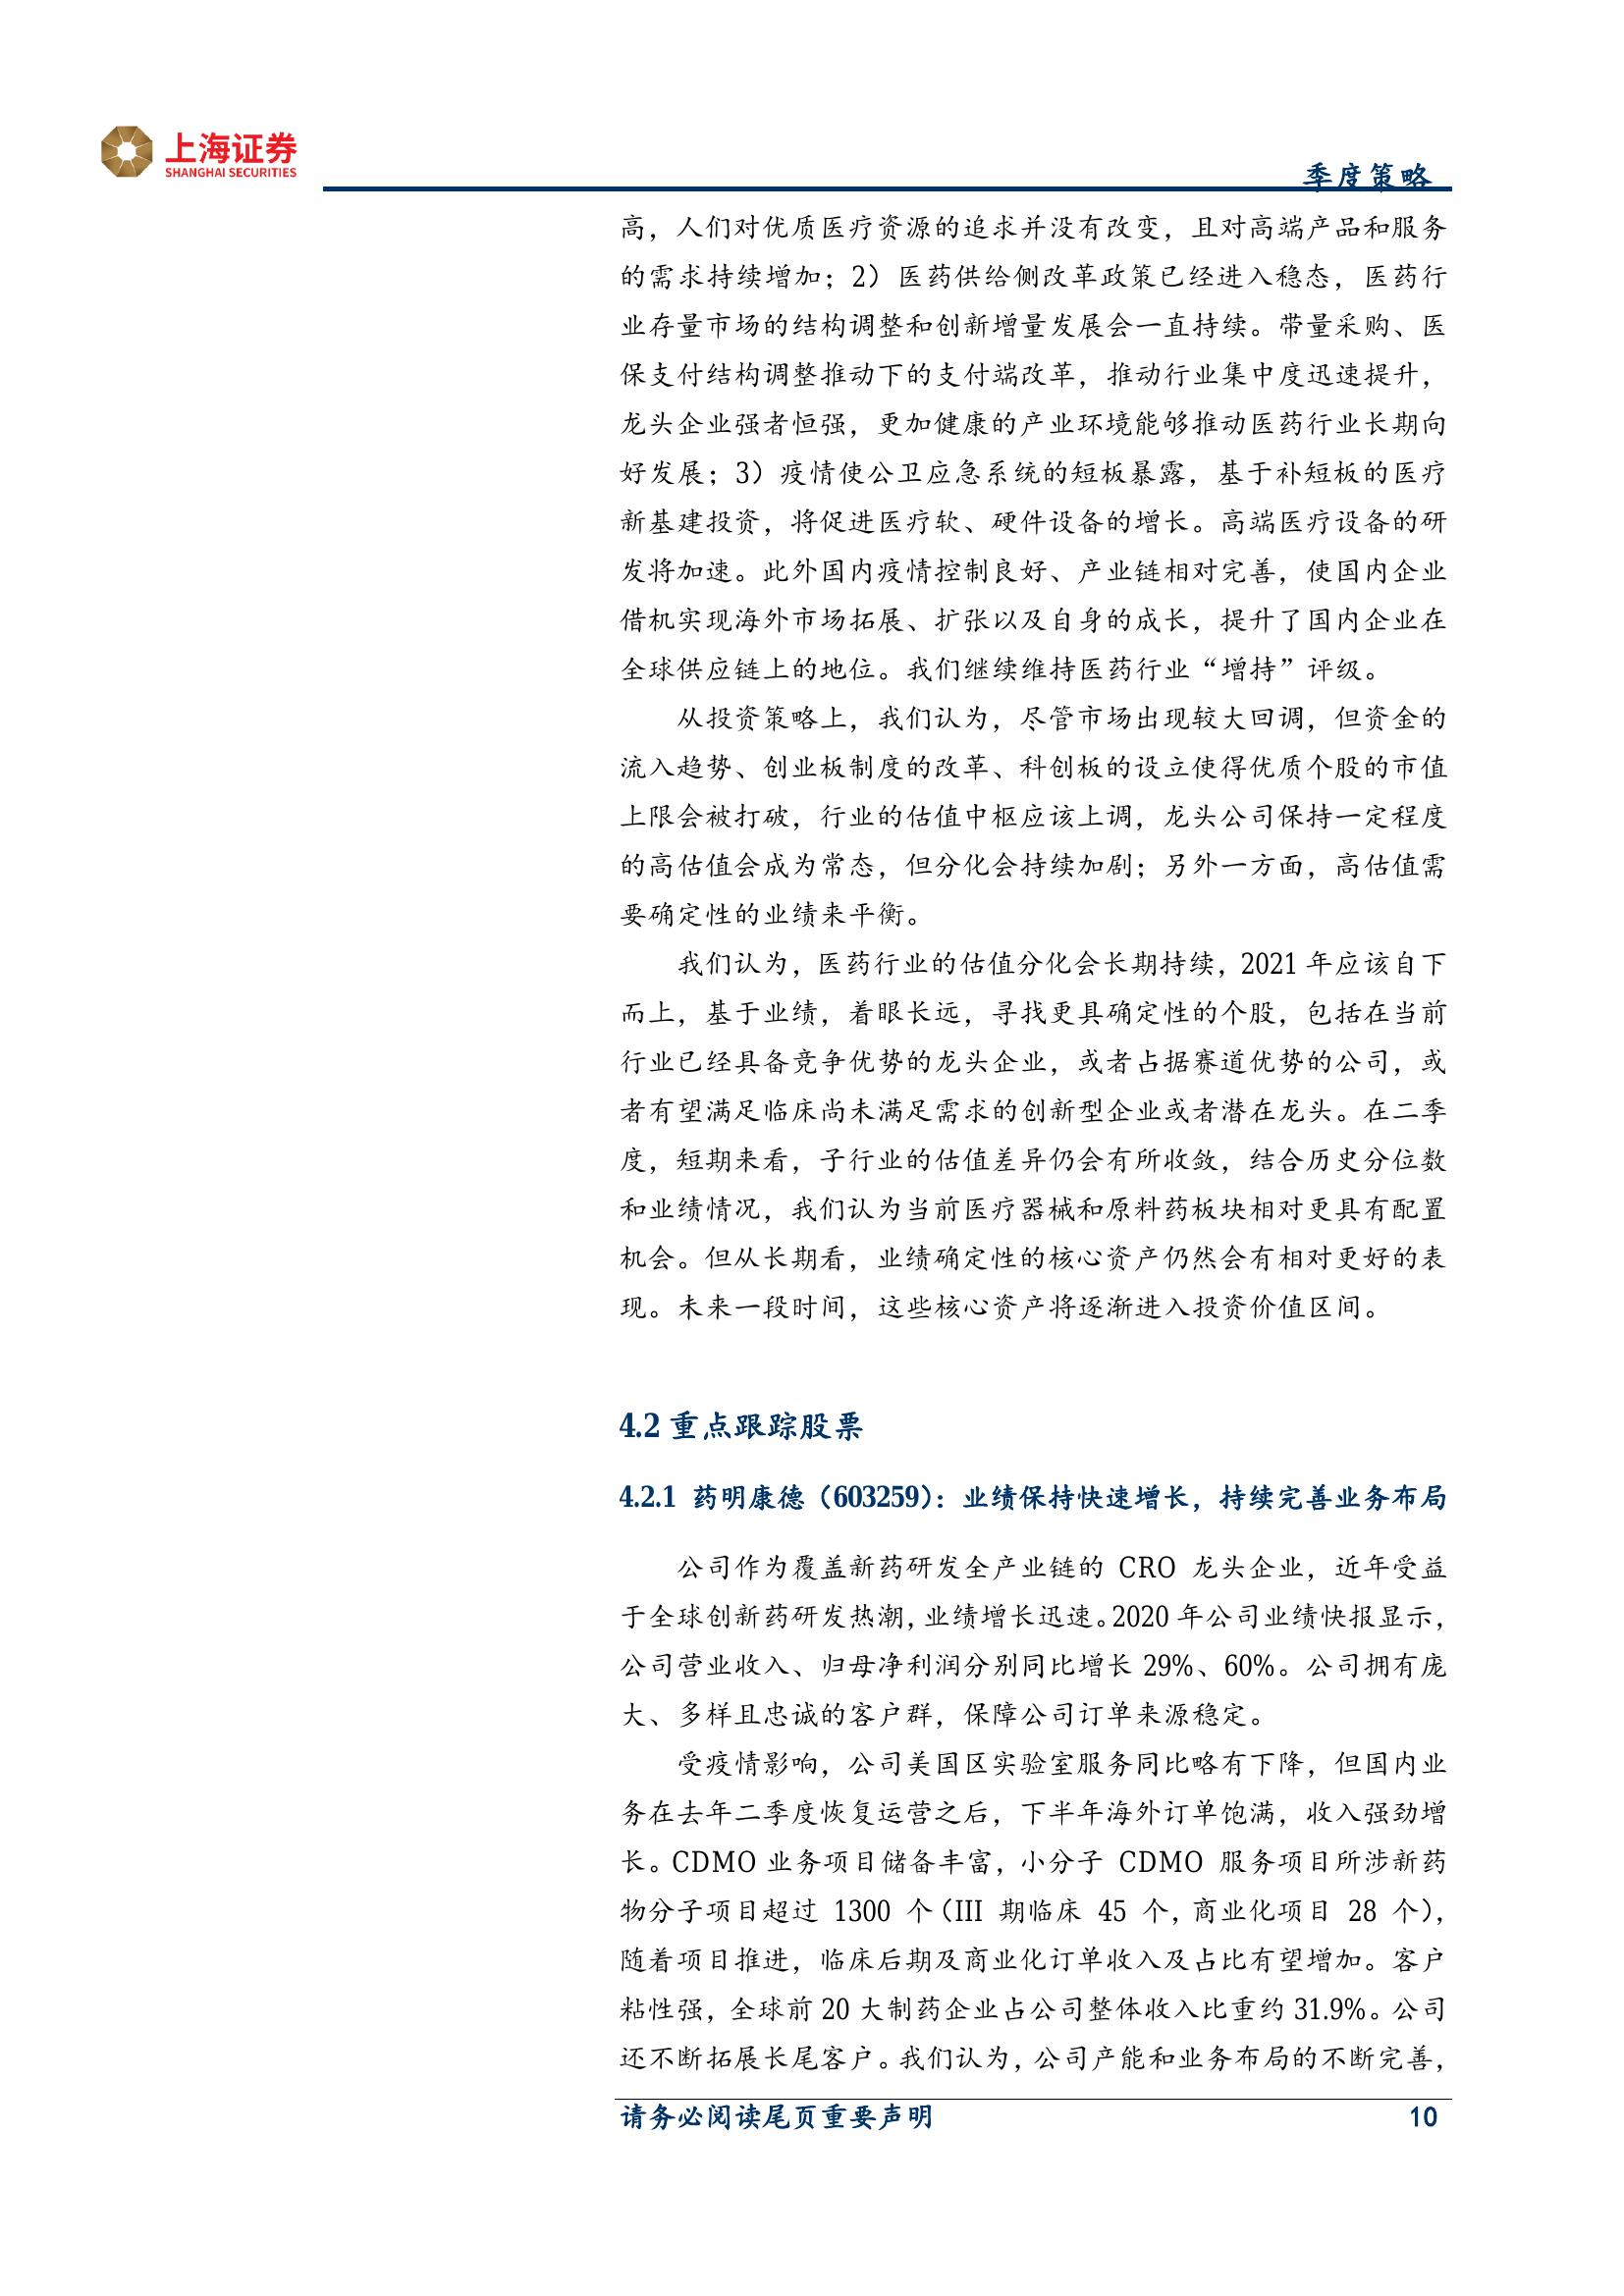 上海证券
SHANGHAI SECURITIES
季度策略
高，人们对优质医疗资源的追求并没有改变，且对高端产品和服务
的需求持续增加；2）医药供给侧改革政策已经进入稳态，医药行
业存量市场的结构调整和创新增量发展会一直持续。带量采购、医
保支付结构调整推动下的支付端改革，推动行业集中度迅速提升，
龙头企业强者恒强，更加健康的产业环境能够推动医药行业长期向
好发展；3）疫情使公卫应急系统的短板暴露，基于补短板的医疗
新基建投资，将促进医疗软、硬件设备的增长。高端医疗设备的研
发将加速。此外国内疫情控制良好、产业链相对完善，使国内企业
借机实现海外市场拓展、扩张以及自身的成长，提升了国内企业在
全球供应链上的地位。我们继续维持医药行业“增持”评级。
从投资策略上，我们认为，尽管市场出现较大回调，但资金的
流入趋势、创业板制度的改革、科创板的设立使得优质个股的市值
上限会被打破，行业的估值中枢应该上调，龙头公司保持一定程度
的高估值会成为常态，但分化会持续加剧；另外一方面，高估值需
要确定性的业绩来平衡。
我们认为，医药行业的估值分化会长期持续，2021 年应该自下
而上，基于业绩，着眼长远，寻找更具确定性的个股，包括在当前
行业已经具备竞争优势的龙头企业，或者占据赛道优势的公司，或
者有望满足临床尚未满足需求的创新型企业或者潜在龙头。在二季
度，短期来看，子行业的估值差异仍会有所收敛，结合历史分位数
和业绩情况，我们认为当前医疗器械和原料药板块相对更具有配置
机会。但从长期看，业绩确定性的核心资产仍然会有相对更好的表
现。未来一段时间，这些核心资产将逐渐进入投资价值区间。
4.2 重点跟踪股票
4.2.1 药明康德（603259）：业绩保持快速增长，持续完善业务布局
公司作为覆盖新药研发全产业链的 CRO 龙头企业，近年受益
于全球创新药研发热潮，业绩增长迅速。2020 年公司业绩快报显示，
公司营业收入、归母净利润分别同比增长 29%、60%。公司拥有庞
大、多样且忠诚的客户群，保障公司订单来源稳定。
受疫情影响，公司美国区实验室服务同比略有下降，但国内业
务在去年二季度恢复运营之后，下半年海外订单饱满，收入强劲增
长。CDMO 业务项目储备丰富，小分子 CDMO 服务项目所涉新药
物分子项目超过 1300 个（III 期临床 45 个，商业化项目 28 个），
随着项目推进，临床后期及商业化订单收入及占比有望增加。客户
粘性强，全球前 20 大制药企业占公司整体收入比重约 31.9%。公司
还不断拓展长尾客户。我们认为，公司产能和业务布局的不断完善，
请务必阅读尾页重要声明
10